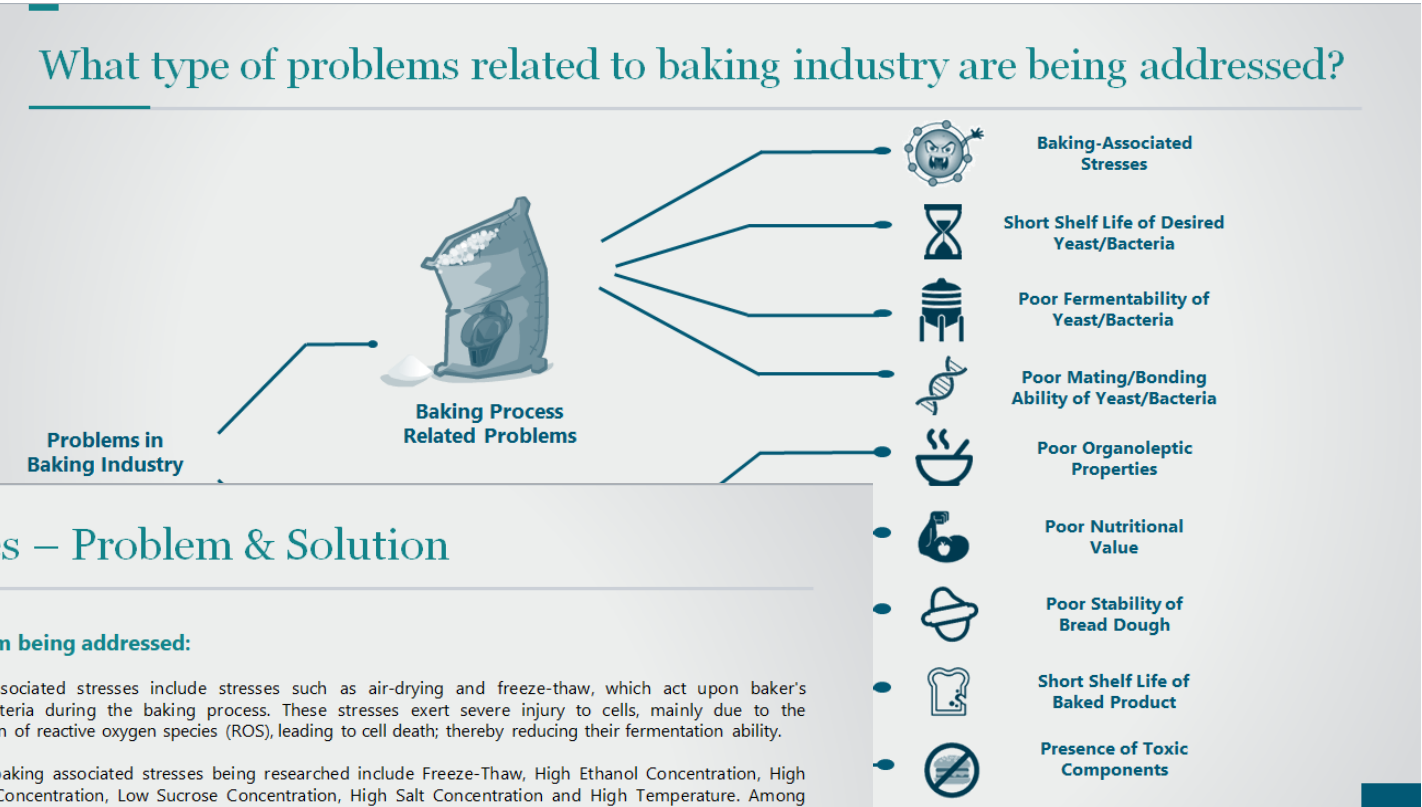 What type of problems related to baking industry are being addressed?
Baking-Associated
Stresses
Short Shelf Life of Desired
Yeast/Bacteria
Poor Fermentability of
Yeast/Bacteria
Poor Mating/Bonding
Ability of Yeast/Bacteria
Baking Process
Related Problems
Problems in
Baking Industry
Poor Organoleptic
Properties
Poor Nutritional
Value
Poor Stability of
Bread Dough
Short Shelf Life of
Baked Product
Presence of Toxic
Components
– Problem & Solution
being addressed:
stresses include stresses such as air-drying and freeze-thaw, which act upon baker's
during the baking process. These stresses exert severe injury to cells, mainly due to the
of reactive oxygen species (ROS), leading to cell death; thereby reducing their fermentation ability.
baking associated stresses being researched include Freeze-Thaw, High Ethanol Concentration, High
Concentration, Low Sucrose Concentration, High Salt Concentration and High Temperature. Among